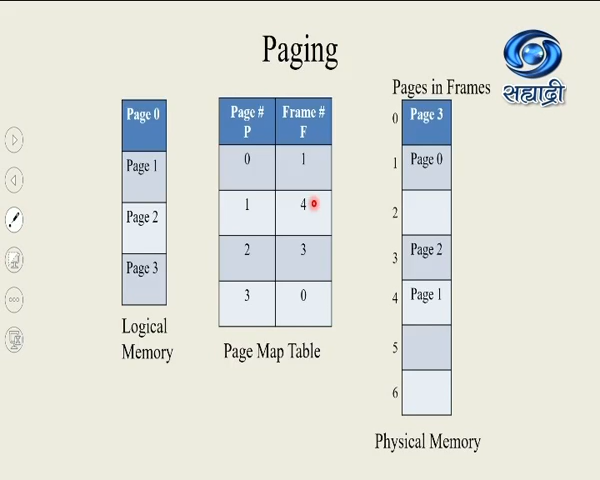 Paging
सह्याद्री
Pages in Frames
Page 0
Page 1
Page 2
Page 3
Logical
Memory
Page # Frame #
P F
0 1
1 4
2 3
3 0
Page Map Table
0 Page 3
1 Page 0
2
3 Page 2
4 Page 1
5
6
Physical Memory